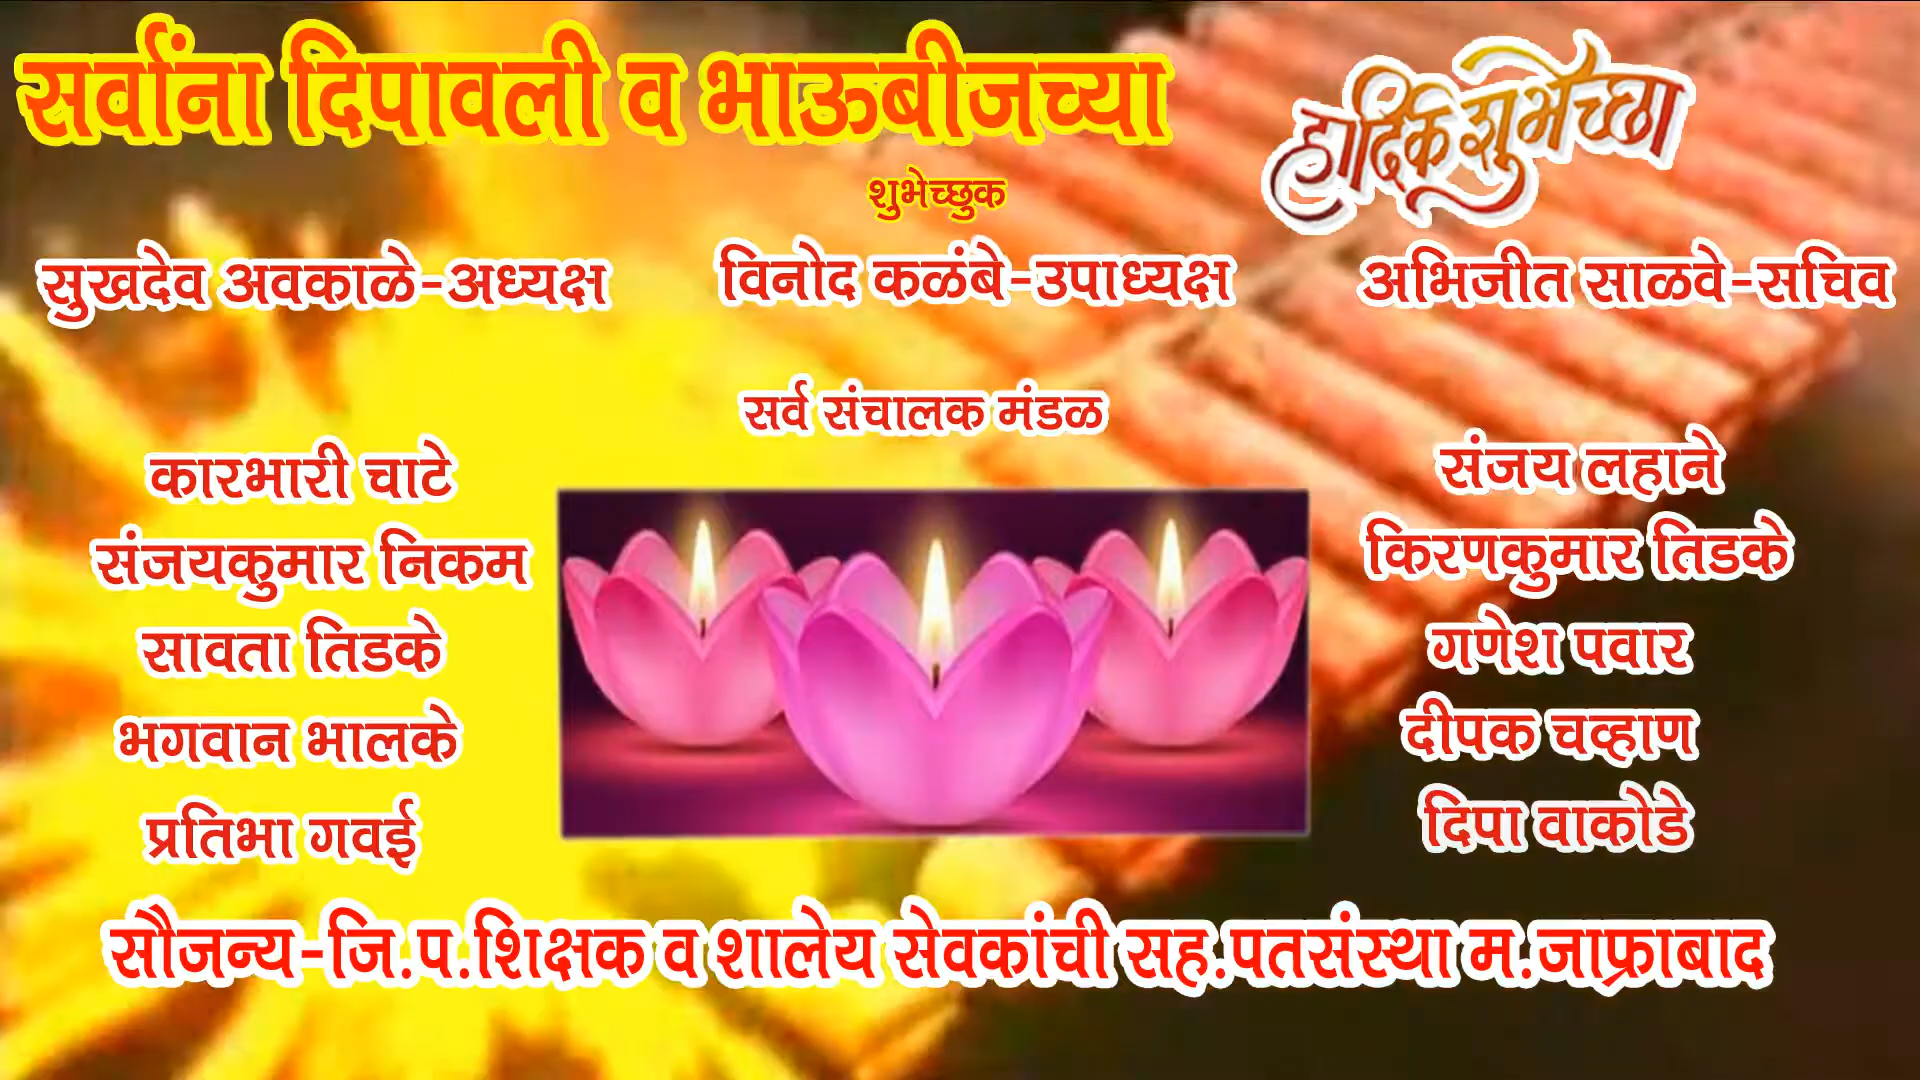 सर्वांना दिपावली व भाऊबीजच्या
हार्दिक शुभेच्छा
शुभेच्छुक
सुखदेव अवकाळे-अध्यक्ष
विनोद कळंबे-उपाध्यक्ष
अभिजीत साळवे-सचिव
सर्व संचालक मंडळ
कारभारी चाटे
संजयकुमार निकम
सावता तिडके
भगवान भालके
प्रतिभा गवई
संजय लहाने
किरणकुमार तिडके
गणेश पवार
दीपक चव्हाण
दिपा वाकोडे
सौजन्य-जि.प.शिक्षक व शालेय सेवकांची सह.पतसंस्था म.जाफ्राबाद